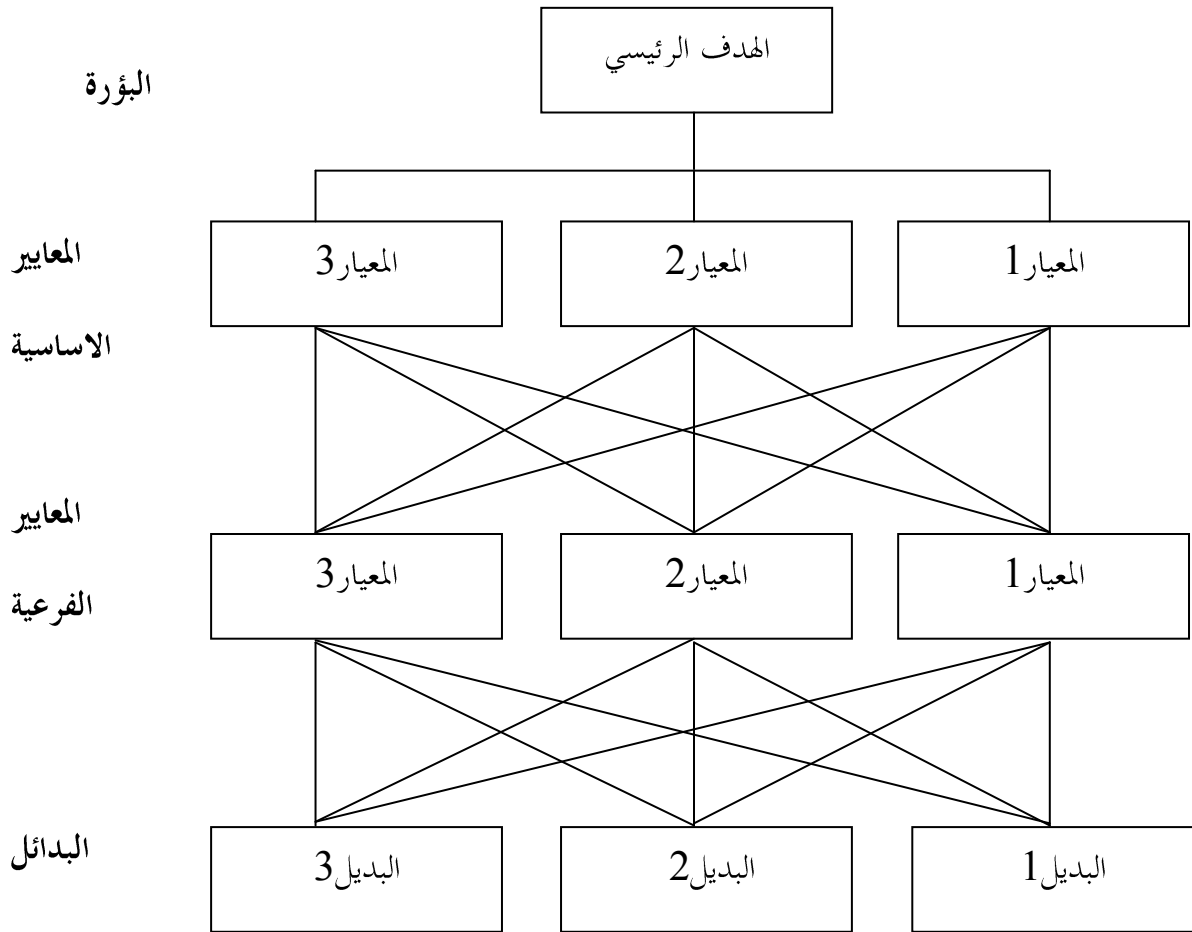 الهدف الرئيسي
البؤرة
المعيار1
المعيار2
المعيار3
المعايير
الاساسية
المعايير
الفرعية
المعيار1
المعيار2
المعيار3
البديل1
البديل2
البديل3
البدائل